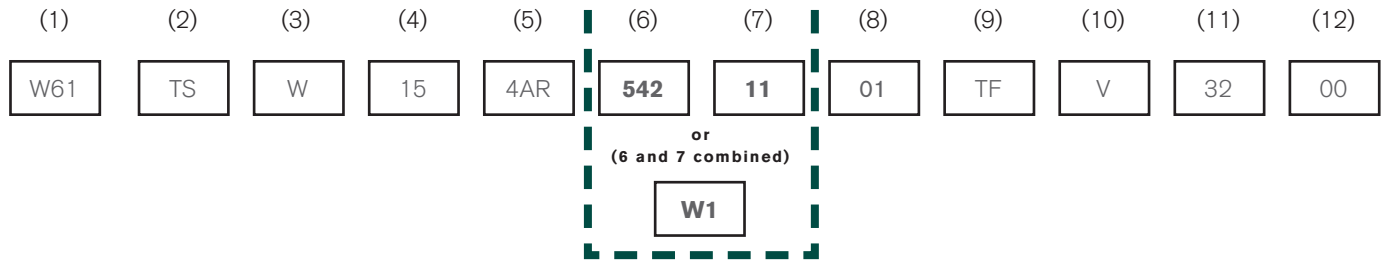 (1) (2) (3) (4) (5) (6) (7) (8) (9) (10) (11) (12)
W61 TS W 15 4AR 542 11 01 TF V 32 00
or
(6 and 7 combined)
W1